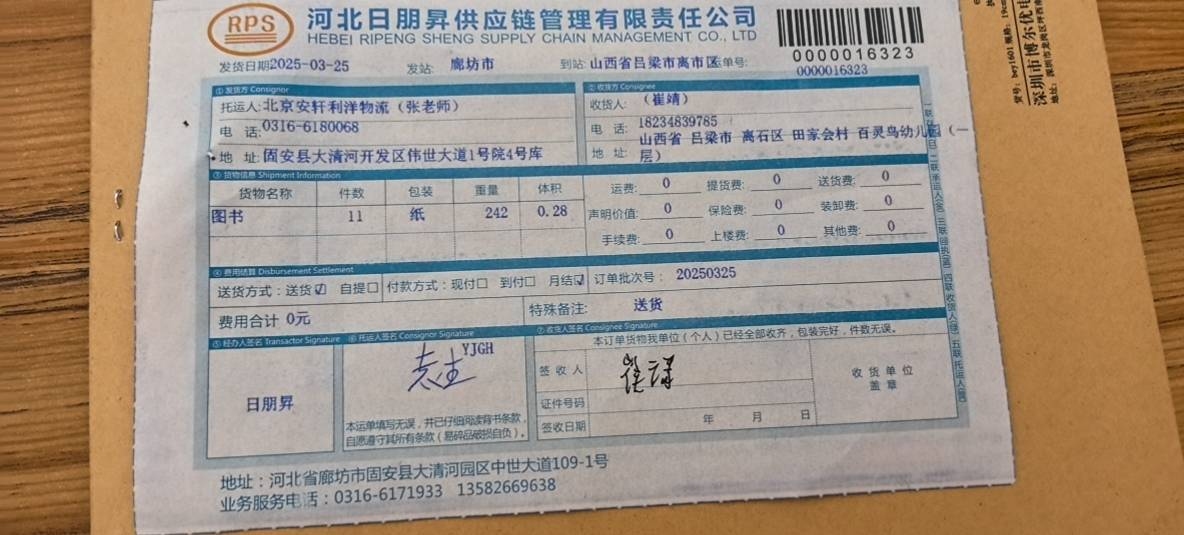 RPS 河北日朋昇供应链管理有限责任公司
HEBEI RIPENG SHENG SUPPLY CHAIN MANAGEMENT CO., LTD
0000016323
发货日期2025-03-25 发站: 廊坊市 到站: 山西省吕梁市离市区 单号: 0000016323
①发货方 Consignor ②收货方 Consignee
托运人: 北京安轩利洋物流（张老师） 收货人: （崔靖）
电 话: 0316-6180068 电 话: 18234839785
地 址: 固安县大清河开发区伟世大道1号院4号库 地 址: 山西省 吕梁市 离石区 田家会村 百灵鸟幼儿园（一
层）
③货物信息 Shipment Information
货物名称 件数 包装 重量 体积 运费: 0 提货费: 0 送货费: 0
图书 11 纸 242 0.28 声明价值: 0 保险费: 0 装卸费: 0
手续费: 0 上楼费: 0 其他费: 0
④费用结算 Disbursement Settlement
送货方式: 送货☑ 自提☐ 付款方式: 现付☐ 到付☐ 月结☑ 订单批次号: 20250325
费用合计 0元 特殊备注: 送货
⑤经办人签名 Transactor Signature ⑥托运人签名 Consignor Signature ⑦收货人签名 Consignee Signature
本订单货物我单位（个人）已经全部收齐，包装完好，件数无误。
YJGH
签 收 人 收 货 单 位
盖 章
日朋昇
证件号码
本运单填写无误，并已仔细阅读背书条款，
自愿遵守其所有条款（易碎品破损自负）。
签收日期 年 月 日
地址：河北省廊坊市固安县大清河园区中世大道109-1号
业务服务电话：0316-6171933 13582669638
深圳市博尔优电